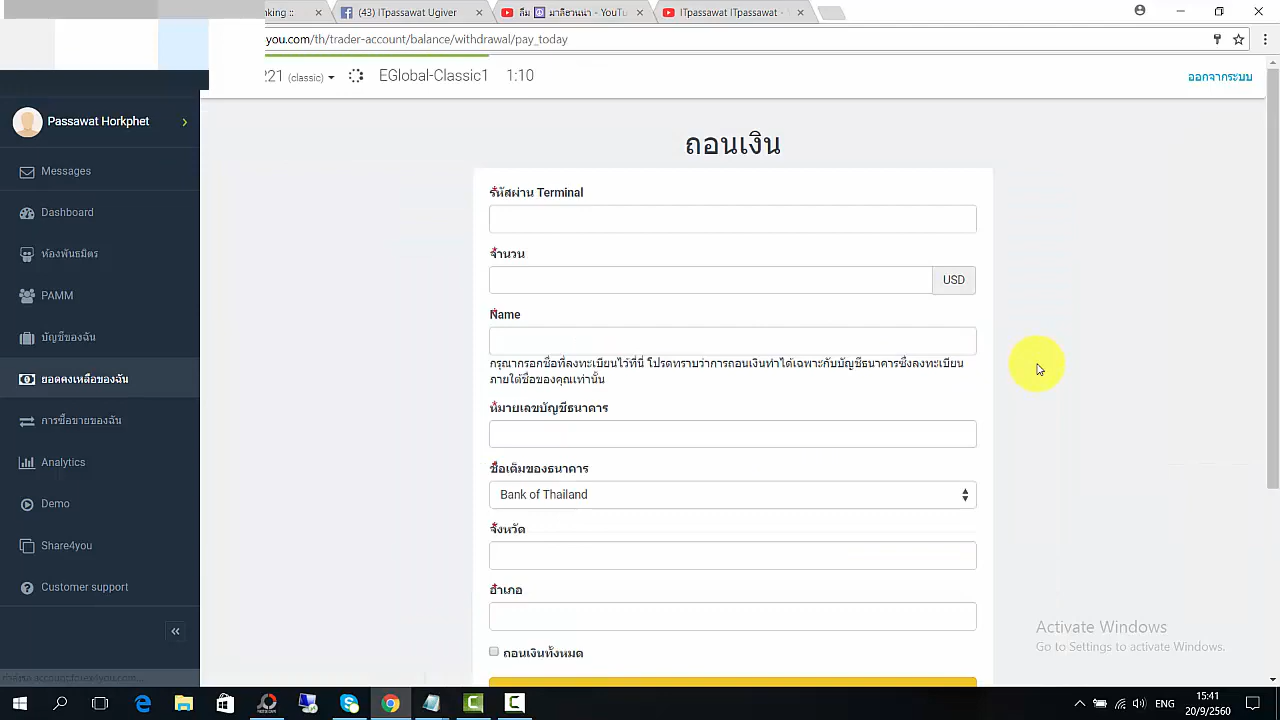 nking ::
(43) ITpassawat Ugiver
ลืม มาลีฮวนน่า - YouTu
ITpassawat ITpassawat -
you.com/th/trader-account/balance/withdrawal/pay_today
221 (classic)
EGlobal-Classic1
1:10
ออกจากระบบ
Passawat Horkphet
Messages
Dashboard
ห้องพันธมิตร
PAMM
บัญชีของฉัน
ยอดคงเหลือของฉัน
การซื้อขายของฉัน
Analytics
Demo
Share4you
Customer support
ถอนเงิน
*รหัสผ่าน Terminal
*จำนวน
USD
*Name
กรุณากรอกชื่อที่ลงทะเบียนไว้ที่นี่ โปรดทราบว่าการถอนเงินทำได้เฉพาะกับบัญชีธนาคารซึ่งลงทะเบียน
ภายใต้ชื่อของคุณเท่านั้น
*หมายเลขบัญชีธนาคาร
*ชื่อเต็มของธนาคาร
Bank of Thailand
*จังหวัด
*อำเภอ
ถอนเงินทั้งหมด
Activate Windows
Go to Settings to activate Windows.
ENG
15:41
20/9/2560